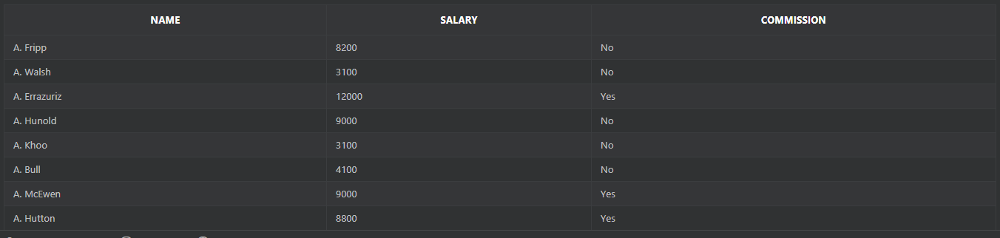 NAME SALARY COMMISSION
A. Fripp 8200 No
A. Walsh 3100 No
A. Errazuriz 12000 Yes
A. Hunold 9000 No
A. Khoo 3100 No
A. Bull 4100 No
A. McEwen 9000 Yes
A. Hutton 8800 Yes